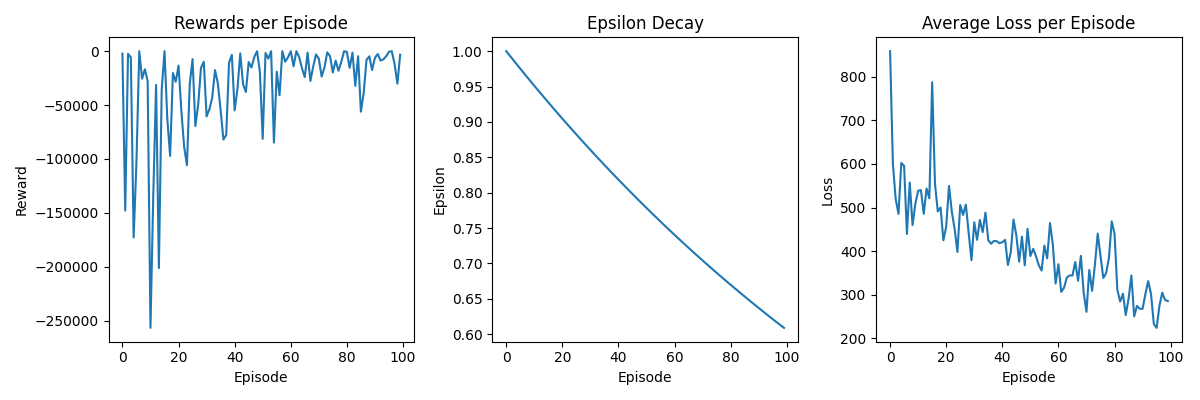 Rewards per Episode
0
−50000
−100000
−150000
−200000
−250000
Reward
0 20 40 60 80 100
Episode
Epsilon Decay
1.00
0.95
0.90
0.85
0.80
0.75
0.70
0.65
0.60
Epsilon
0 20 40 60 80 100
Episode
Average Loss per Episode
800
700
600
500
400
300
200
Loss
0 20 40 60 80 100
Episode